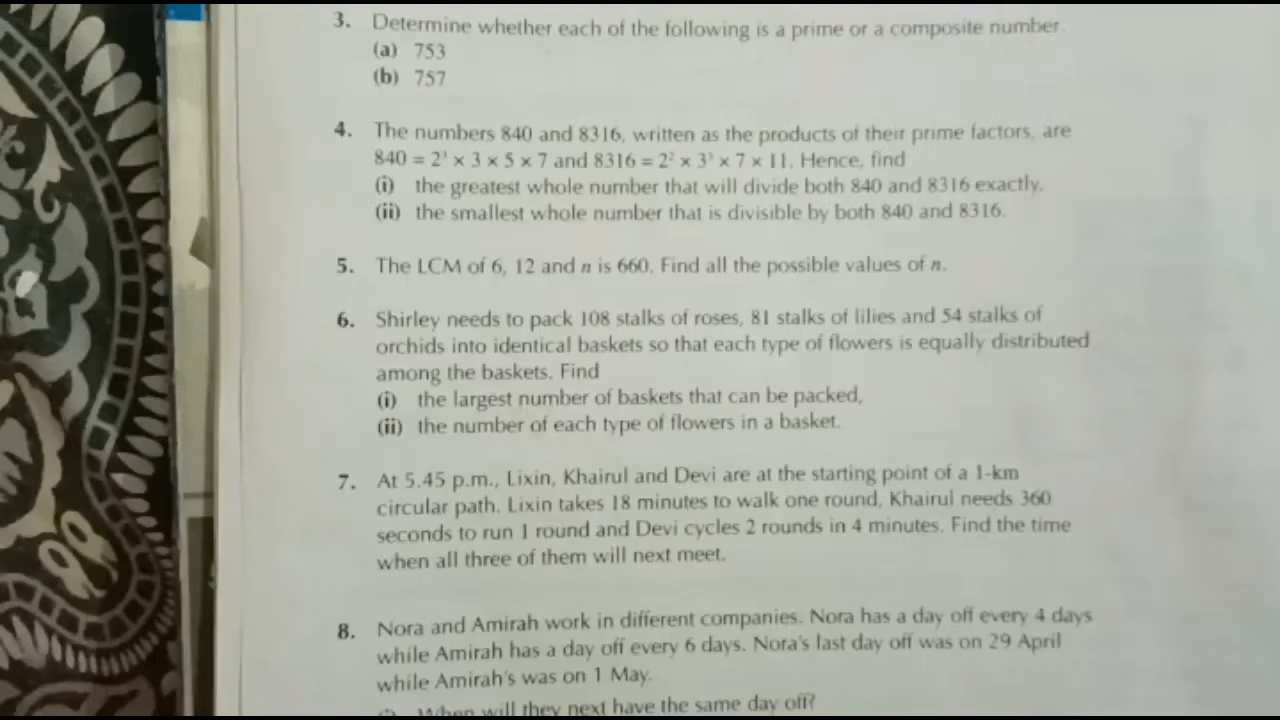 3. Determine whether each of the following is a prime or a composite number.
(a) 753
(b) 757
4. The numbers 840 and 8316, written as the products of their prime factors, are
840 = 2³ × 3 × 5 × 7 and 8316 = 2² × 3³ × 7 × 11. Hence, find
(i) the greatest whole number that will divide both 840 and 8316 exactly.
(ii) the smallest whole number that is divisible by both 840 and 8316.
5. The LCM of 6, 12 and n is 660. Find all the possible values of n.
6. Shirley needs to pack 108 stalks of roses, 81 stalks of lilies and 54 stalks of
orchids into identical baskets so that each type of flowers is equally distributed
among the baskets. Find
(i) the largest number of baskets that can be packed,
(ii) the number of each type of flowers in a basket.
7. At 5.45 p.m., Lixin, Khairul and Devi are at the starting point of a 1-km
circular path. Lixin takes 18 minutes to walk one round, Khairul needs 360
seconds to run 1 round and Devi cycles 2 rounds in 4 minutes. Find the time
when all three of them will next meet.
8. Nora and Amirah work in different companies. Nora has a day off every 4 days
while Amirah has a day off every 6 days. Nora's last day off was on 29 April
while Amirah's was on 1 May.
When will they next have the same day off?